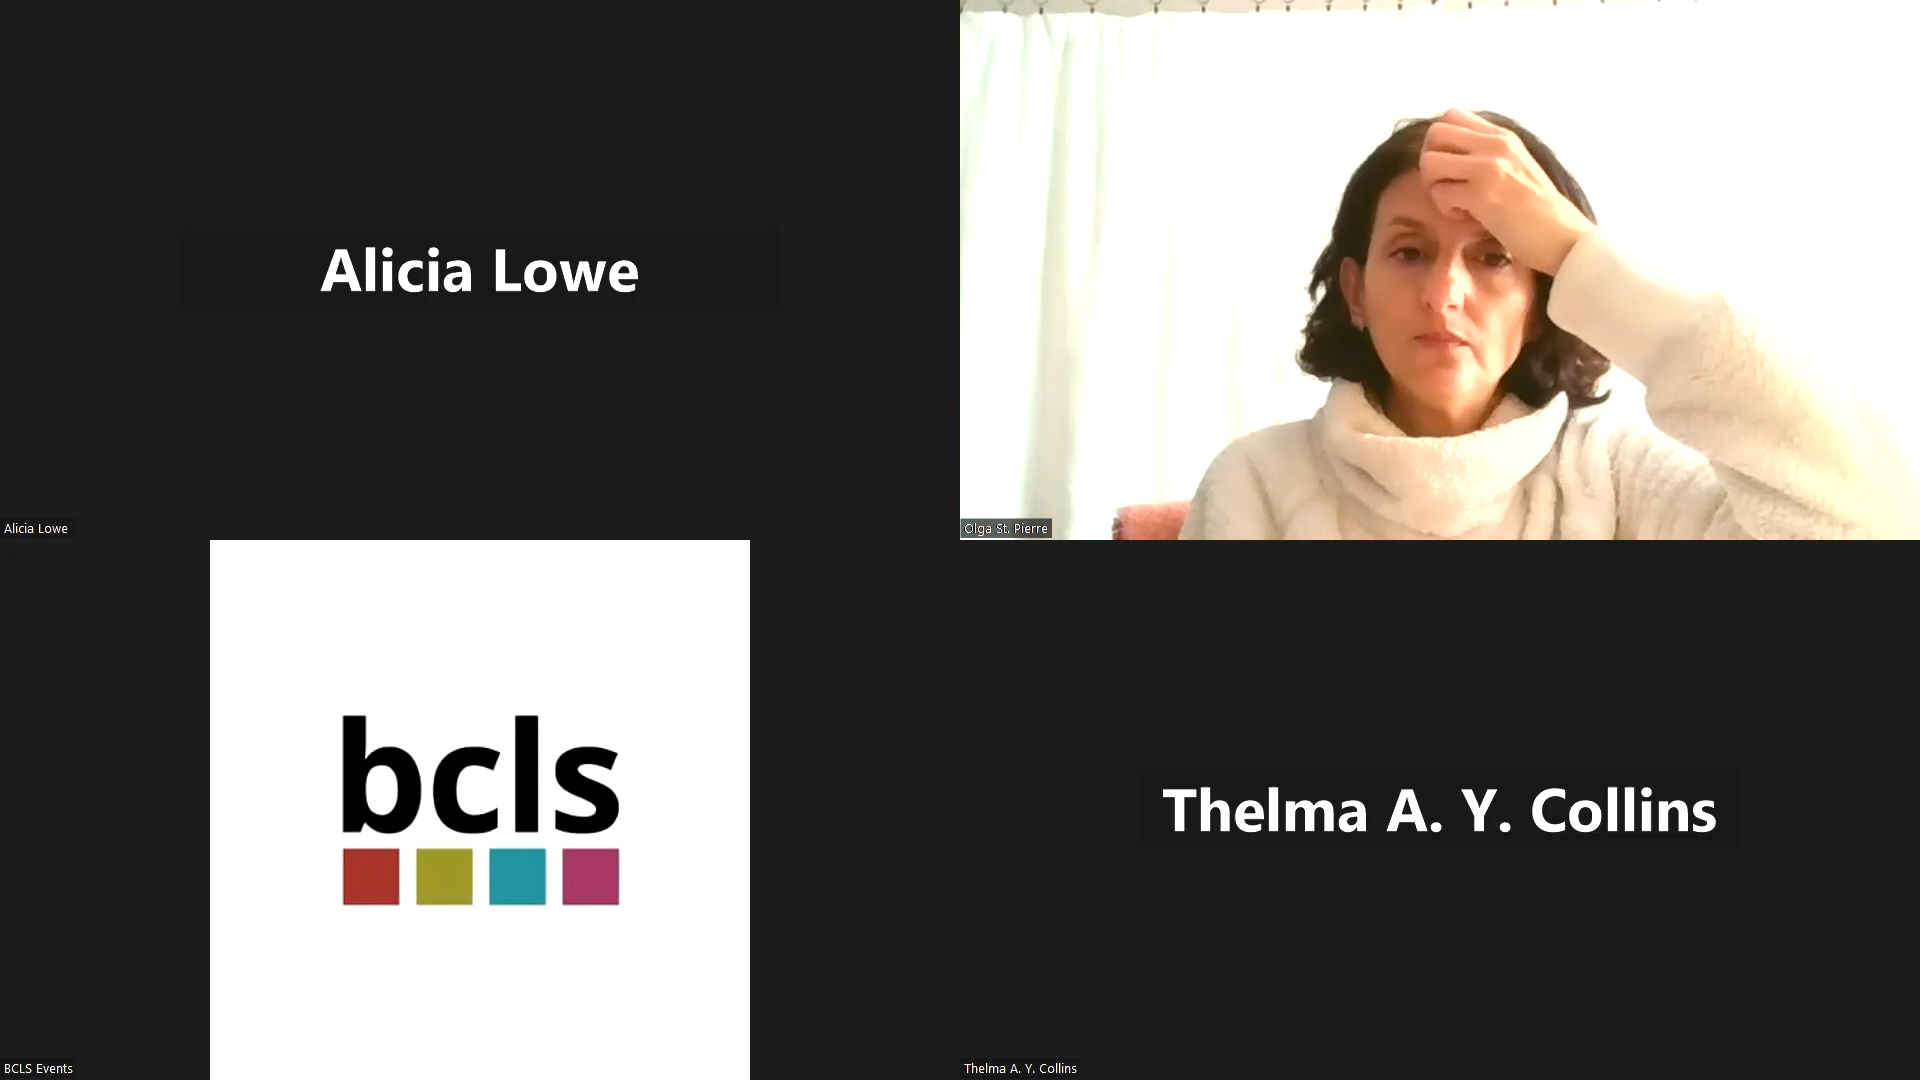 Alicia Lowe
Alicia Lowe
Olga St. Pierre
bcls
BCLS Events
Thelma A. Y. Collins
Thelma A. Y. Collins